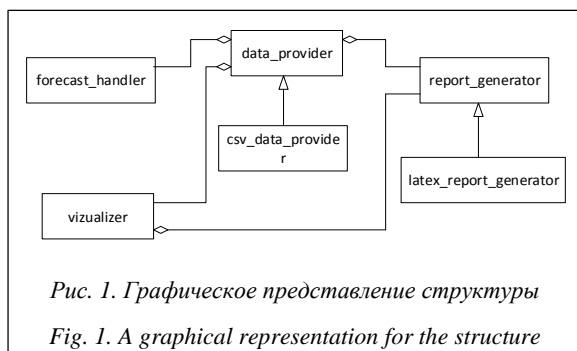 data_provider
forecast_handler
report_generator
csv_data_provide
r
latex_report_generator
vizualizer
Рис. 1. Графическое представление структуры
Fig. 1. A graphical representation for the structure